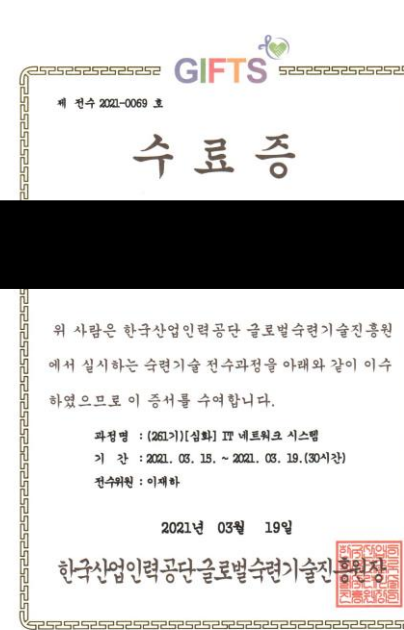 GIFTS
제 전수 2021-0069 호
수 료 증
위 사람은 한국산업인력공단 글로벌숙련기술진흥원
에서 실시하는 숙련기술 전수과정을 아래와 같이 이수
하였으므로 이 증서를 수여합니다.
과정명 : (261기)[심화] IT 네트워크 시스템
기 간 : 2021. 03. 15. ~ 2021. 03. 19.(30시간)
전수위원 : 이재하
2021년 03월 19일
한국산업인력공단글로벌숙련기술진흥원장